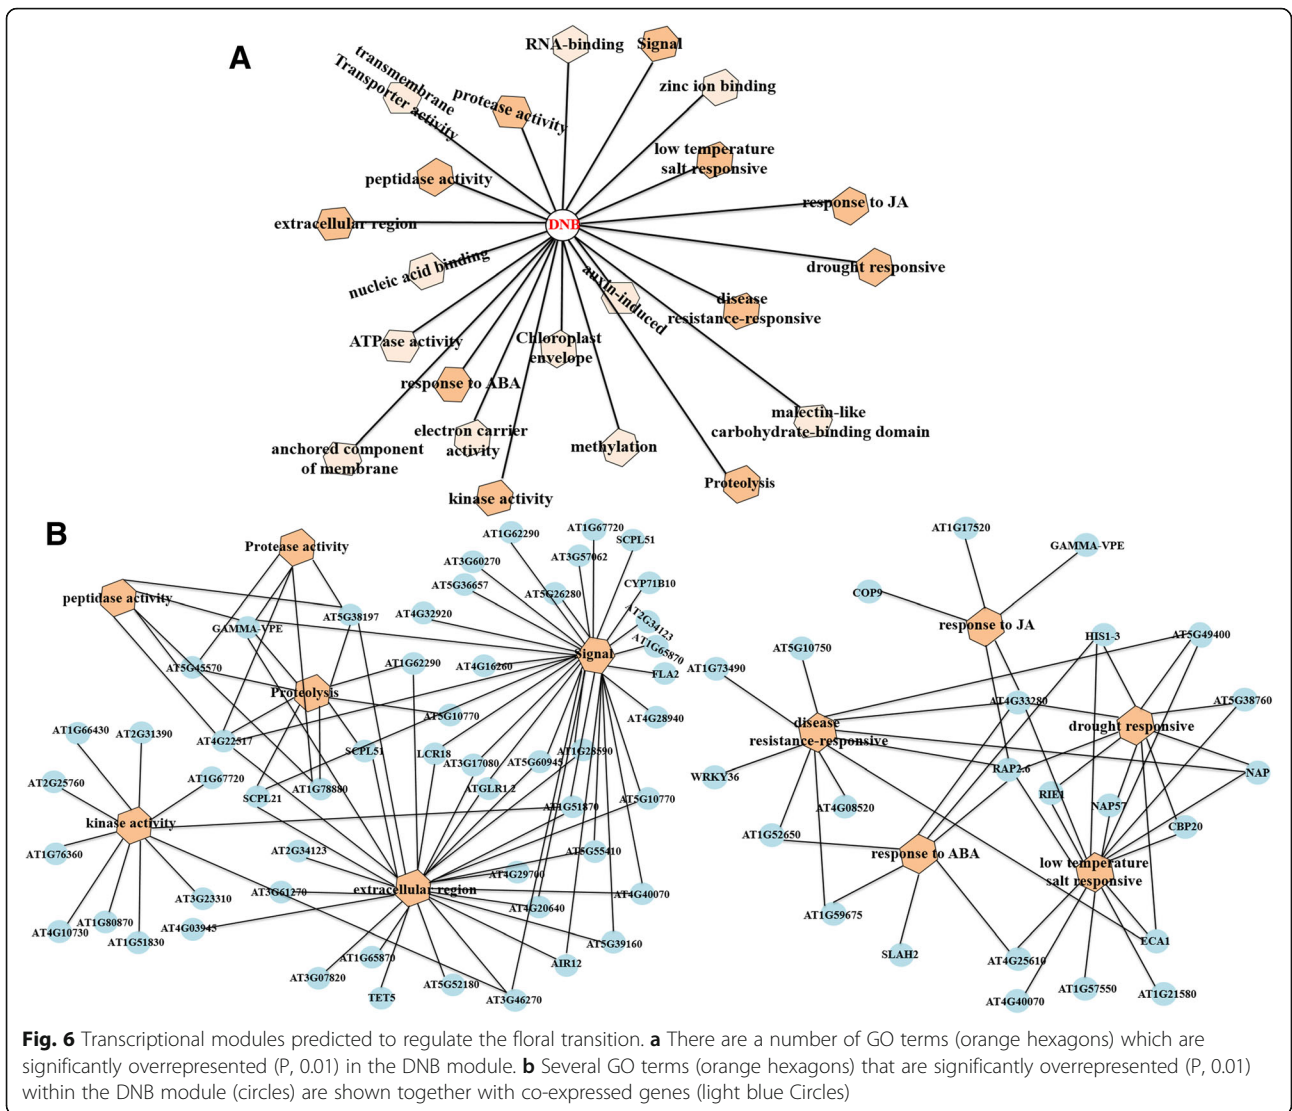 A
RNA-binding
Signal
transmembrane
Transporter activity
protease activity
zinc ion binding
low temperature
salt responsive
peptidase activity
response to JA
extracellular region
DNB
nucleic acid binding
auxin-induced
drought responsive
disease
resistance-responsive
ATPase activity
Chloroplast
envelope
response to ABA
malectin-like
carbohydrate-binding domain
electron carrier
activity
methylation
anchored component
of membrane
Proteolysis
kinase activity
B
Protease activity
peptidase activity
AT5G38197
GAMMA-VPE
AT5G45570
Proteolysis
AT1G62290
AT1G67720
SCPL51
AT3G60270
AT3G57062
AT5G36657
AT5G26280
CYP71B10
AT4G32920
AT2G34123
AT1G65870
AT1G62290
AT4G16260
Signal
FLA2
AT5G10770
AT4G28940
AT1G66430
AT2G31390
AT4G22517
SCPL51
LCR18
AT3G17080
AT5G60945
AT1G28590
AT2G25760
AT1G67720
SCPL21
AT1G78880
ATGLR1.2
AT1G51870
AT5G10770
kinase activity
AT1G76360
AT2G34123
AT5G55410
AT3G61270
extracellular region
AT4G29700
AT4G40070
AT3G23310
AT4G20640
AT4G10730
AT1G80870
AT1G51830
AT4G03945
AT5G39160
AT1G65870
AIR12
AT3G07820
TET5
AT5G52180
AT3G46270
AT1G17520
GAMMA-VPE
COP9
response to JA
HIS1-3
AT5G49400
AT5G10750
AT1G73490
AT4G33280
AT5G38760
disease
resistance-responsive
drought responsive
WRKY36
RAP2.6
NAP
RIE1
NAP57
AT4G08520
CBP20
AT1G52650
response to ABA
low temperature
salt responsive
AT1G59675
SLAH2
ECA1
AT4G25610
AT4G40070
AT1G57550
AT1G21580
Fig. 6 Transcriptional modules predicted to regulate the floral transition. a There are a number of GO terms (orange hexagons) which are
significantly overrepresented (P, 0.01) in the DNB module. b Several GO terms (orange hexagons) that are significantly overrepresented (P, 0.01)
within the DNB module (circles) are shown together with co-expressed genes (light blue Circles)